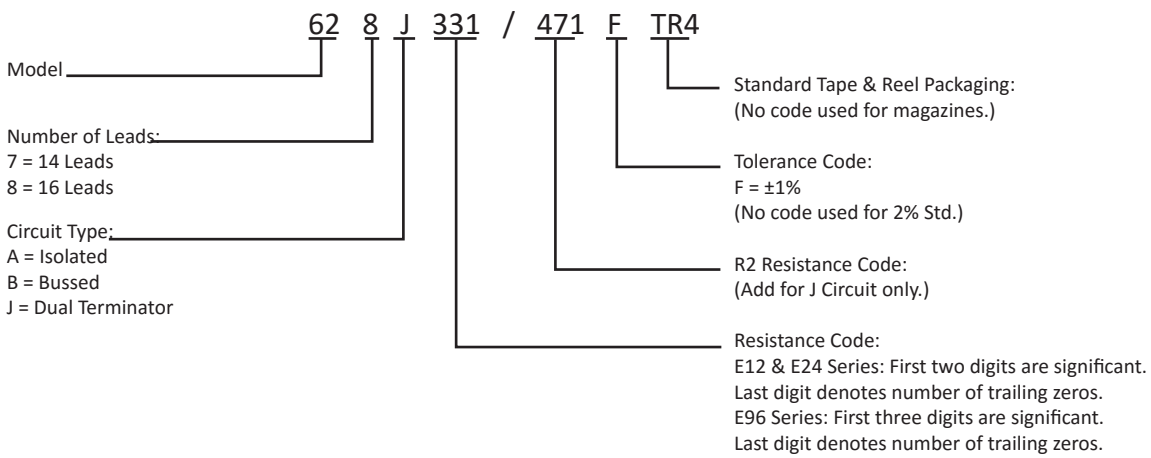 62 8 J 331 / 471 F TR4
Model
Number of Leads:
7 = 14 Leads
8 = 16 Leads
Circuit Type:
A = Isolated
B = Bussed
J = Dual Terminator
Standard Tape & Reel Packaging:
(No code used for magazines.)
Tolerance Code:
F = ±1%
(No code used for 2% Std.)
R2 Resistance Code:
(Add for J Circuit only.)
Resistance Code:
E12 & E24 Series: First two digits are significant.
Last digit denotes number of trailing zeros.
E96 Series: First three digits are significant.
Last digit denotes number of trailing zeros.